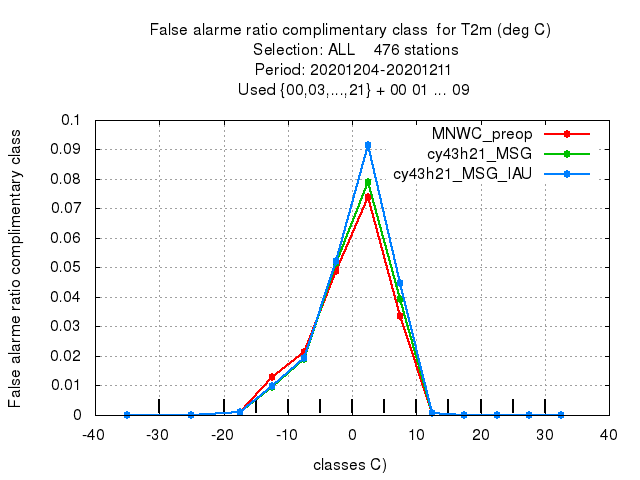 False alarme ratio complimentary class  for T2m (deg C)
Selection: ALL    476 stations
Period: 20201204-20201211
Used {00,03,...,21} + 00 01 ... 09
False alarme ratio complimentary class
0.1
0.09
0.08
0.07
0.06
0.05
0.04
0.03
0.02
0.01
0
MNWC_preop
cy43h21_MSG
cy43h21_MSG_IAU
-40 -30 -20 -10 0 10 20 30 40
classes C)